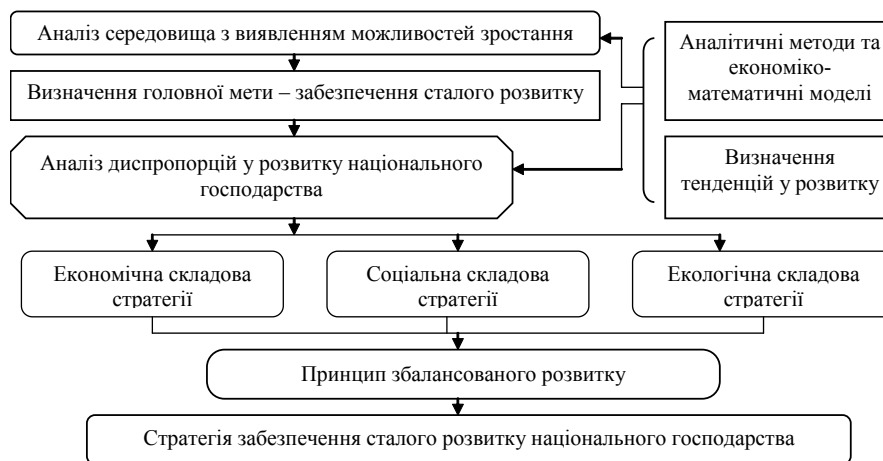 Аналіз середовища з виявленням можливостей зростання
Визначення головної мети – забезпечення сталого розвитку
Аналіз диспропорцій у розвитку національного
господарства
Аналітичні методи та
економіко-
математичні моделі
Визначення
тенденцій у розвитку
Економічна складова
стратегії
Соціальна складова
стратегії
Екологічна складова
стратегії
Принцип збалансованого розвитку
Стратегія забезпечення сталого розвитку національного господарства